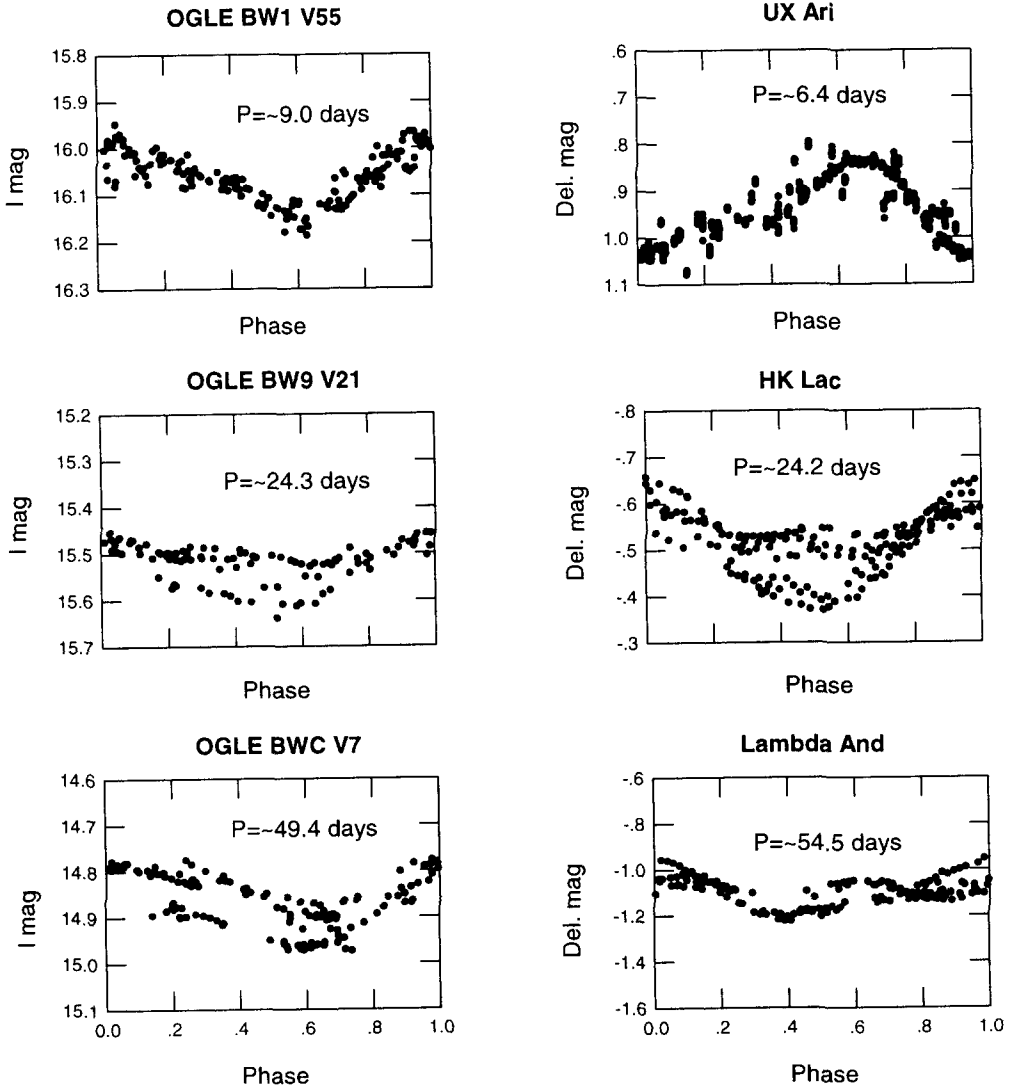 OGLE BW1 V55
15.8
15.9
16.0
16.1
16.2
16.3
I mag
P=~9.0 days
Phase
UX Ari
.6
.7
.8
.9
1.0
1.1
Del. mag
P=~6.4 days
Phase
OGLE BW9 V21
15.2
15.3
15.4
15.5
15.6
15.7
I mag
P=~24.3 days
Phase
HK Lac
-.8
-.7
-.6
-.5
-.4
-.3
Del. mag
P=~24.2 days
Phase
OGLE BWC V7
14.6
14.7
14.8
14.9
15.0
15.1
I mag
P=~49.4 days
0.0 .2 .4 .6 .8 1.0
Phase
Lambda And
-.6
-.8
-1.0
-1.2
-1.4
-1.6
Del. mag
P=~54.5 days
0.0 .2 .4 .6 .8 1.0
Phase